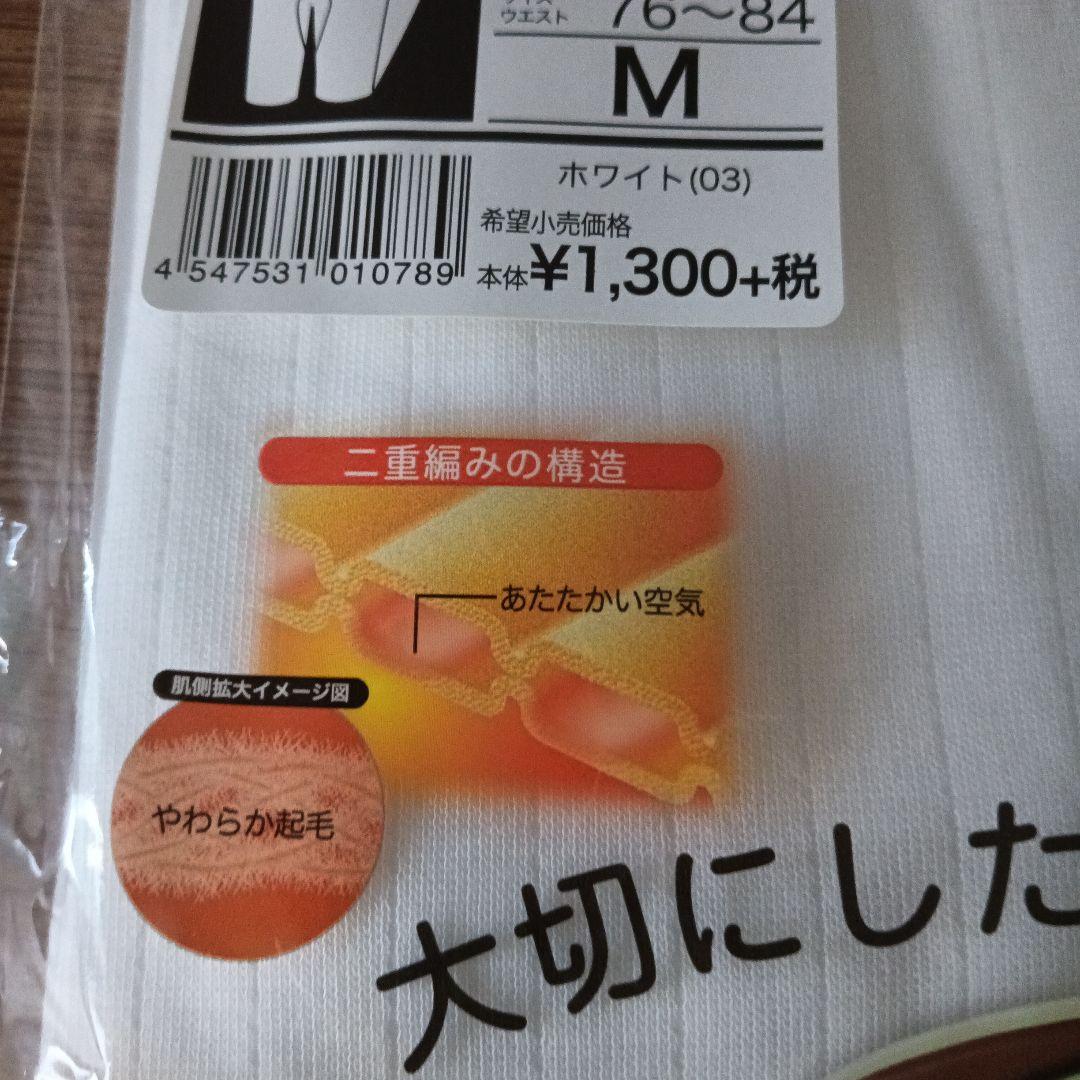 ウエスト 76〜84
M
ホワイト(03)
希望小売価格
本体¥1,300+税
4 547531 010789
二重編みの構造
あたたかい空気
肌側拡大イメージ図
やわらか起毛
大切にした